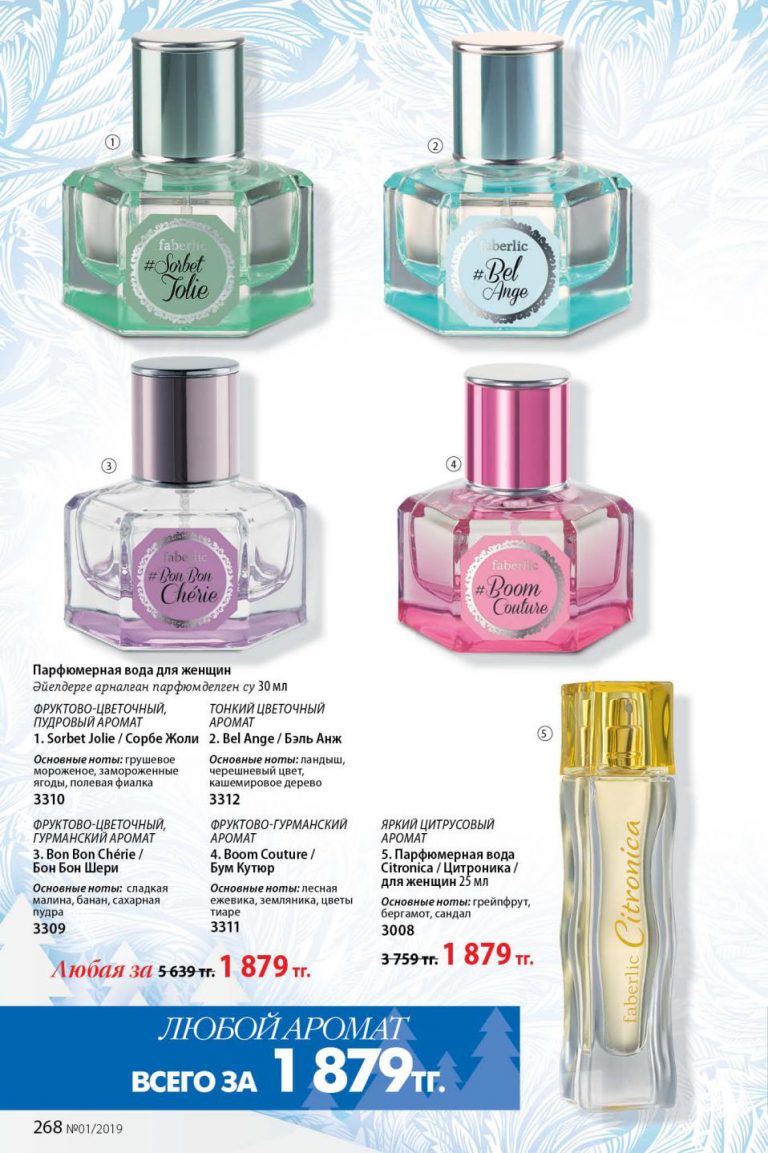 1
faberlic
#Sorbet
Jolie
2
faberlic
#Bel
Ange
3
faberlic
#Bon Bon
Chérie
4
faberlic
#Boom
Couture
Парфюмерная вода для женщин
Әйелдерге арналған парфюмделген су 30 мл
ФРУКТОВО-ЦВЕТОЧНЫЙ,
ПУДРОВЫЙ АРОМАТ
1. Sorbet Jolie / Сорбе Жоли
Основные ноты: грушевое
мороженое, замороженные
ягоды, полевая фиалка
3310
ТОНКИЙ ЦВЕТОЧНЫЙ
АРОМАТ
2. Bel Ange / Бэль Анж
Основные ноты: ландыш,
черешневый цвет,
кашемировое дерево
3312
ФРУКТОВО-ЦВЕТОЧНЫЙ,
ГУРМАНСКИЙ АРОМАТ
3. Bon Bon Chérie /
Бон Бон Шери
Основные ноты: сладкая
малина, банан, сахарная
пудра
3309
ФРУКТОВО-ГУРМАНСКИЙ
АРОМАТ
4. Boom Couture /
Бум Кутюр
Основные ноты: лесная
ежевика, земляника, цветы
тиаре
3311
Любая за 5 639 тг. 1 879 тг.
ЯРКИЙ ЦИТРУСОВЫЙ
АРОМАТ
5. Парфюмерная вода
Citronica / Цитроника /
для женщин 25 мл
Основные ноты: грейпфрут,
бергамот, сандал
3008
3 759 тг. 1 879 тг.
5
faberlic Citronica
ЛЮБОЙ АРОМАТ
ВСЕГО ЗА 1 879 ТГ.
268 №01/2019